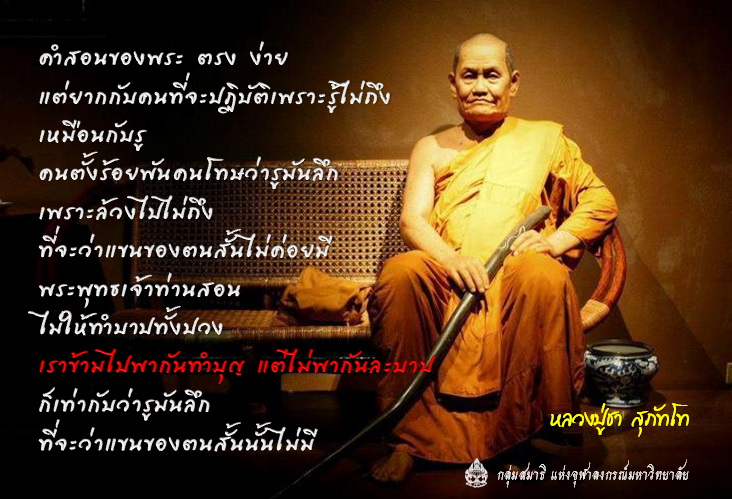 คำสอนของพระ ตรง ง่าย
แต่ยากกับคนที่จะปฏิบัติเพราะรู้ไม่ถึง
เหมือนกับรู
คนตั้งร้อยพันคนโทษว่ารูมันลึก
เพราะล้วงไปไม่ถึง
ที่จะว่าแขนของตนสั้นไม่ค่อยมี
พระพุทธเจ้าท่านสอน
ไม่ให้ทำบาปทั้งปวง
เราข้ามไปพากันทำบุญ แต่ไม่พากันละบาป
ก็เท่ากับว่ารูมันลึก
ที่จะว่าแขนของตนสั้นนั้นไม่มี
หลวงปู่ชา สุภัทโท
กลุ่มสมาธิ แห่งจุฬาลงกรณ์มหาวิทยาลัย